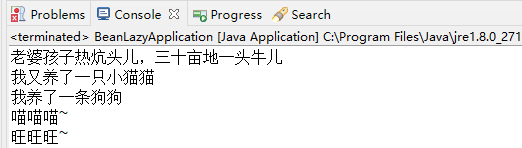 Problems Console Progress Search
<terminated> BeanLazyApplication [Java Application] C:\Program Files\Java\jre1.8.0_271
老婆孩子热炕头儿，三十亩地一头牛儿
我又养了一只小猫猫
我养了一条狗狗
喵喵喵~
旺旺旺~